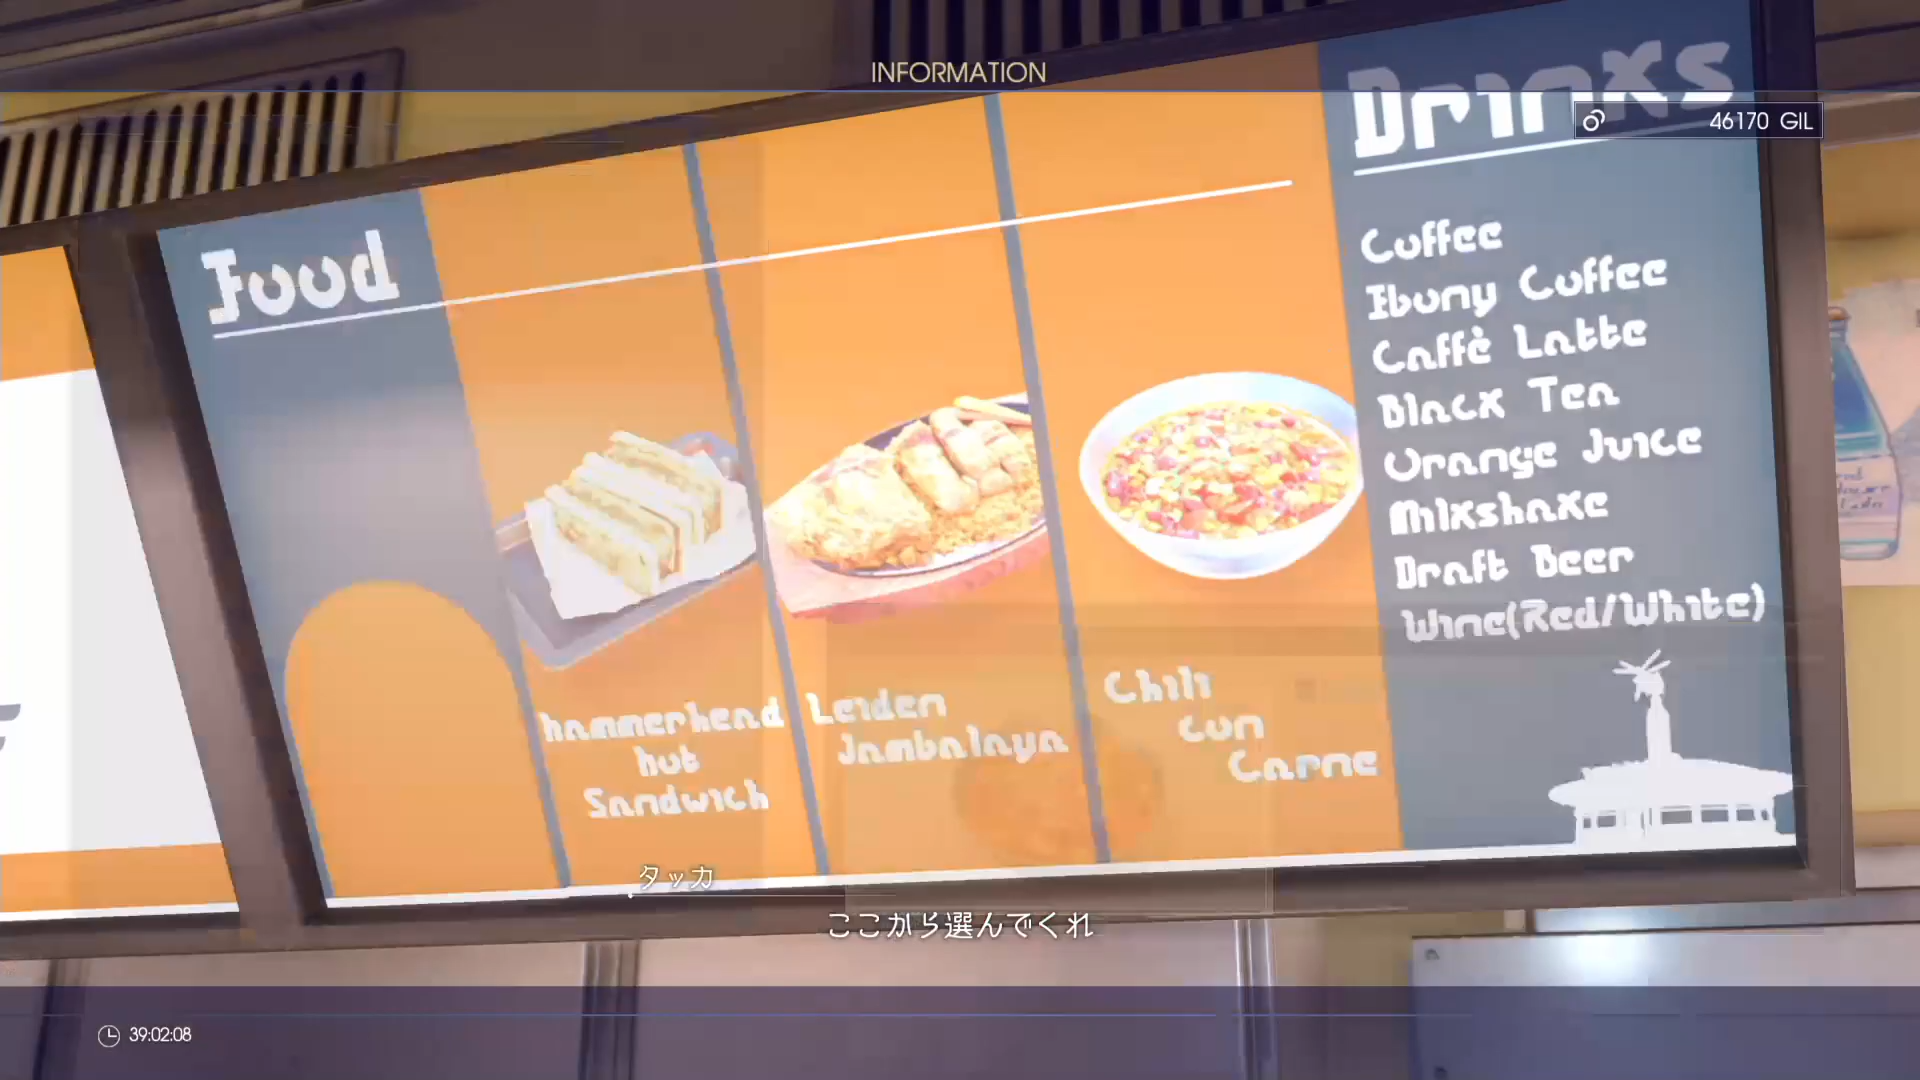 INFORMATION
46170 GIL
Food
hammerhead
hot
Sandwich
Leiden
Jambalaya
Chili
con
Carne
Drinks
Coffee
Ebony Coffee
Caffè Latte
Black Tea
Orange Juice
Milkshake
Draft Beer
Wine(Red/White)
タッカ
ここから選んでくれ
39:02:08